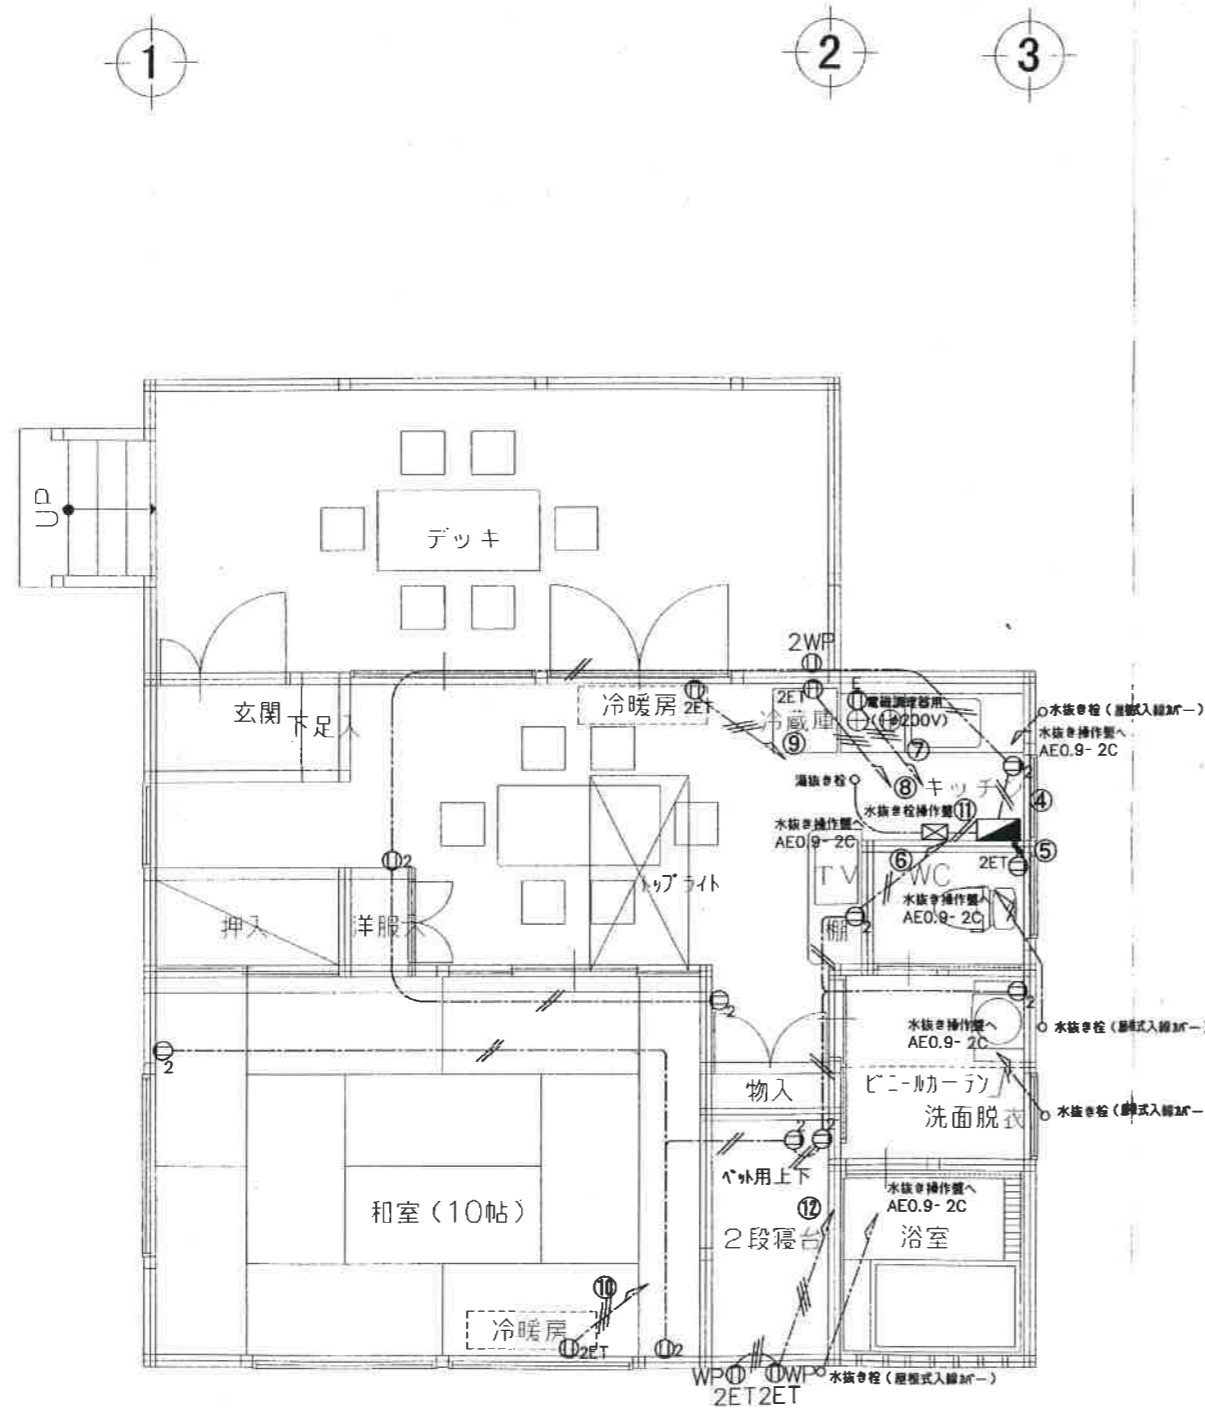 1
2
3
UP
デッキ
2WP
玄関
下足入
冷暖房
2ET
2ET
冷蔵庫
E
電磁調理器用
(1φ200V)
水抜き栓(屋根式入線カバー)
水抜き操作盤へ
AE0.9-2C
⑨
⑦
2
⑧
キッチン
④
湯抜き栓
水抜き栓操作盤
⑪
水抜き操作盤へ
AE0.9-2C
2
⑥
2ET
⑤
TV
WC
トップライト
水抜き操作盤へ
AE0.9-2C
押入
洋服入
棚
2
2
2
水抜き操作盤へ
AE0.9-2C
水抜き栓(屋根式入線カバー)
2
物入
ビニールカーテン
洗面脱衣
水抜き栓(屋根式入線カバー)
2
2
ベット用上下
水抜き操作盤へ
AE0.9-2C
和室(10帖)
⑫
2段寝台
浴室
⑩
冷暖房
2ET
2
WP
WP
水抜き栓(屋根式入線カバー)
2ET
2ET